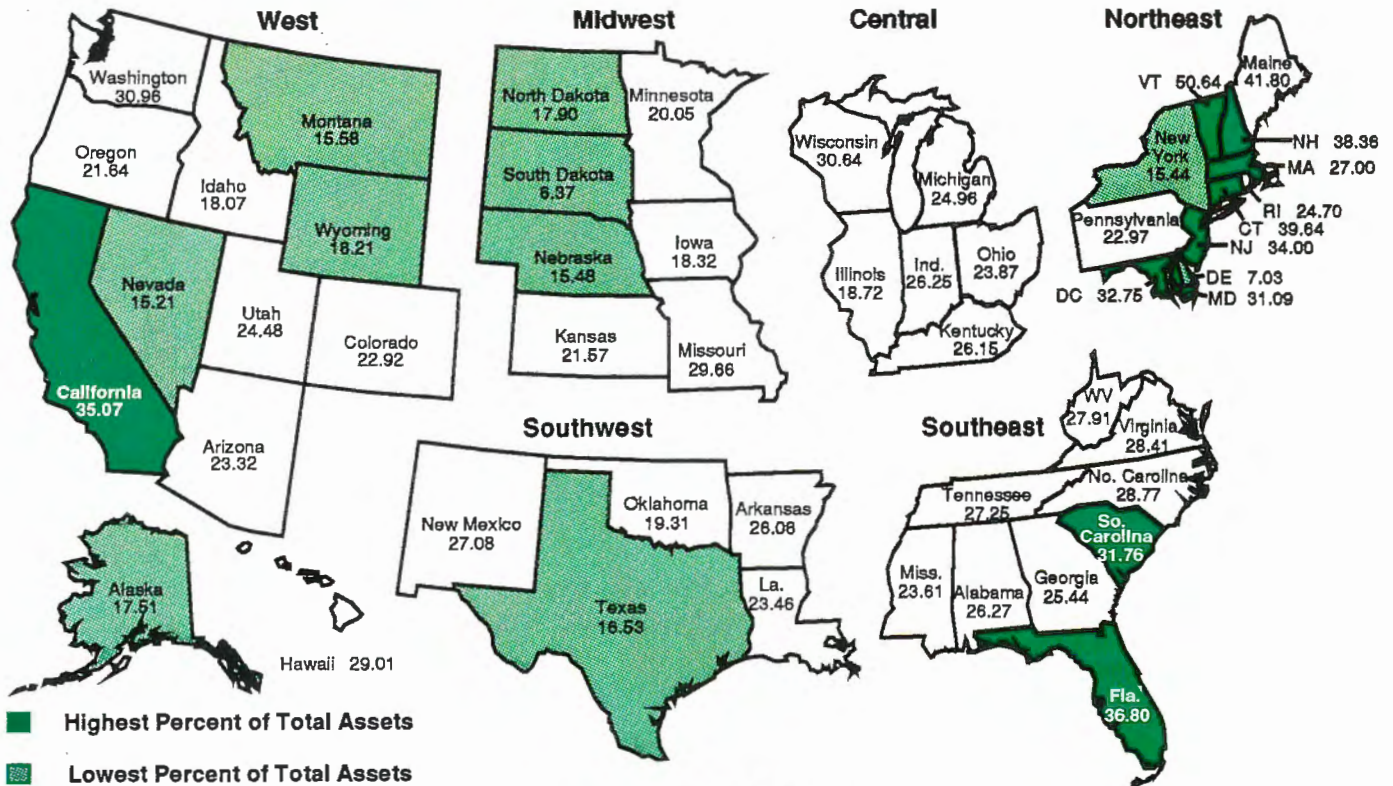 West
Washington
30.96
Montana
15.58
Oregon
21.64
Idaho
18.07
Wyoming
18.21
Nevada
15.21
Utah
24.48
Colorado
22.92
California
35.07
Arizona
23.32
Alaska
17.51
Hawaii 29.01
Midwest
North Dakota
17.90
Minnesota
20.05
South Dakota
6.37
Nebraska
15.48
Iowa
18.32
Kansas
21.57
Missouri
29.66
Central
Wisconsin
30.64
Michigan
24.96
Illinois
18.72
Ind.
26.25
Ohio
23.87
Kentucky
26.15
Northeast
Maine
41.80
VT 50.64
New
York
15.44
NH 38.36
MA 27.00
RI 24.70
CT 39.64
NJ 34.00
Pennsylvania
22.97
DE 7.03
DC 32.75
MD 31.09
Southwest
New Mexico
27.08
Oklahoma
19.31
Arkansas
26.08
Texas
16.53
La.
23.46
Southeast
WV
27.91
Virginia
28.41
No. Carolina
28.77
Tennessee
27.25
So.
Carolina
31.76
Miss.
23.61
Alabama
26.27
Georgia
25.44
Fla.
36.80
Highest Percent of Total Assets
Lowest Percent of Total Assets